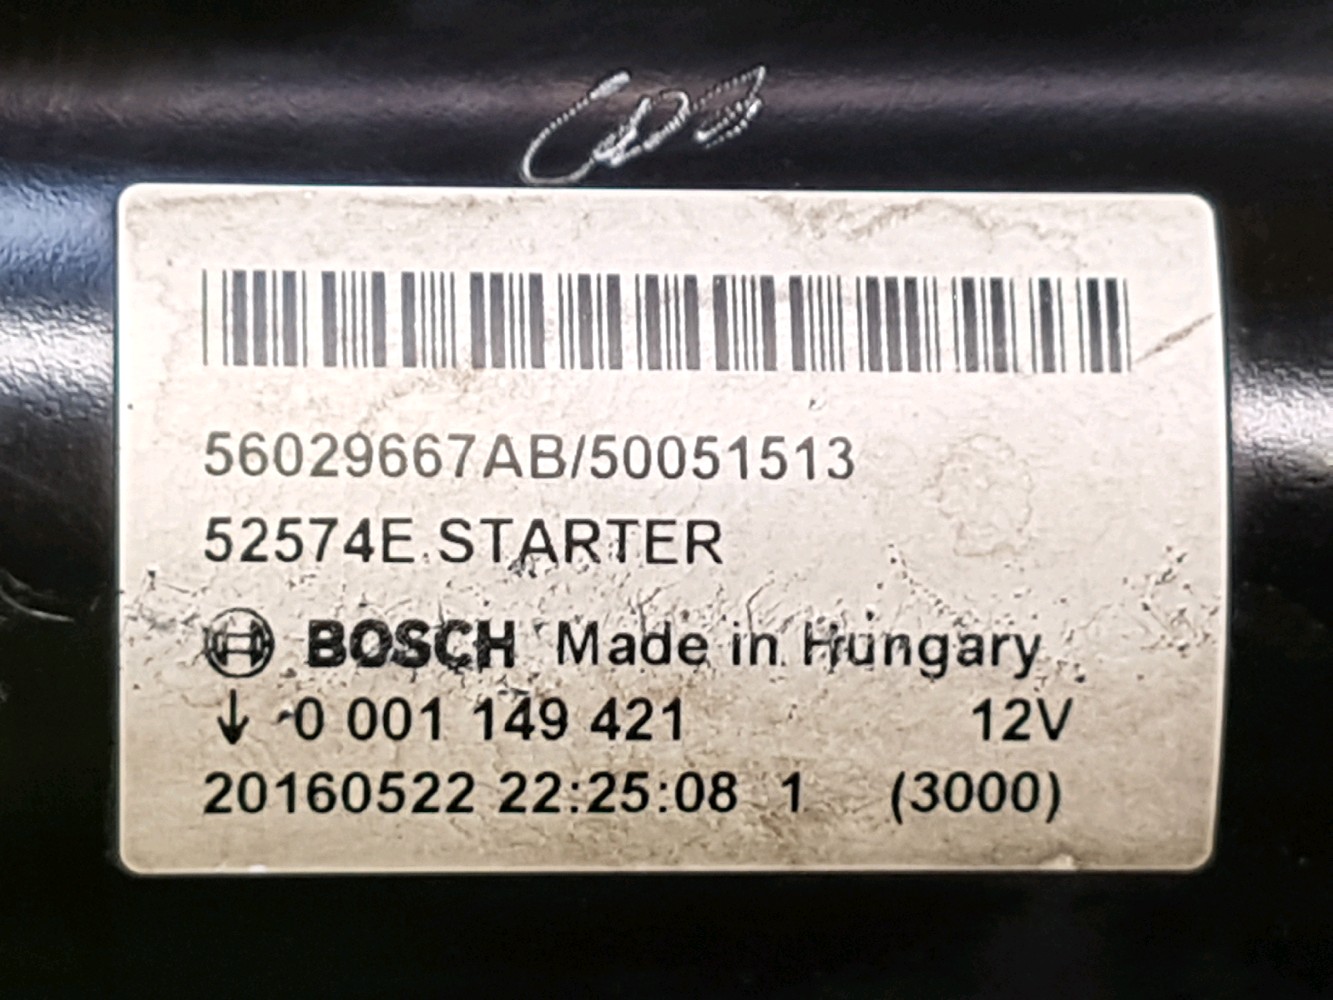 56029667AB/50051513
52574E STARTER
BOSCH Made in Hungary
0 001 149 421 12V
20160522 22:25:08 1 (3000)